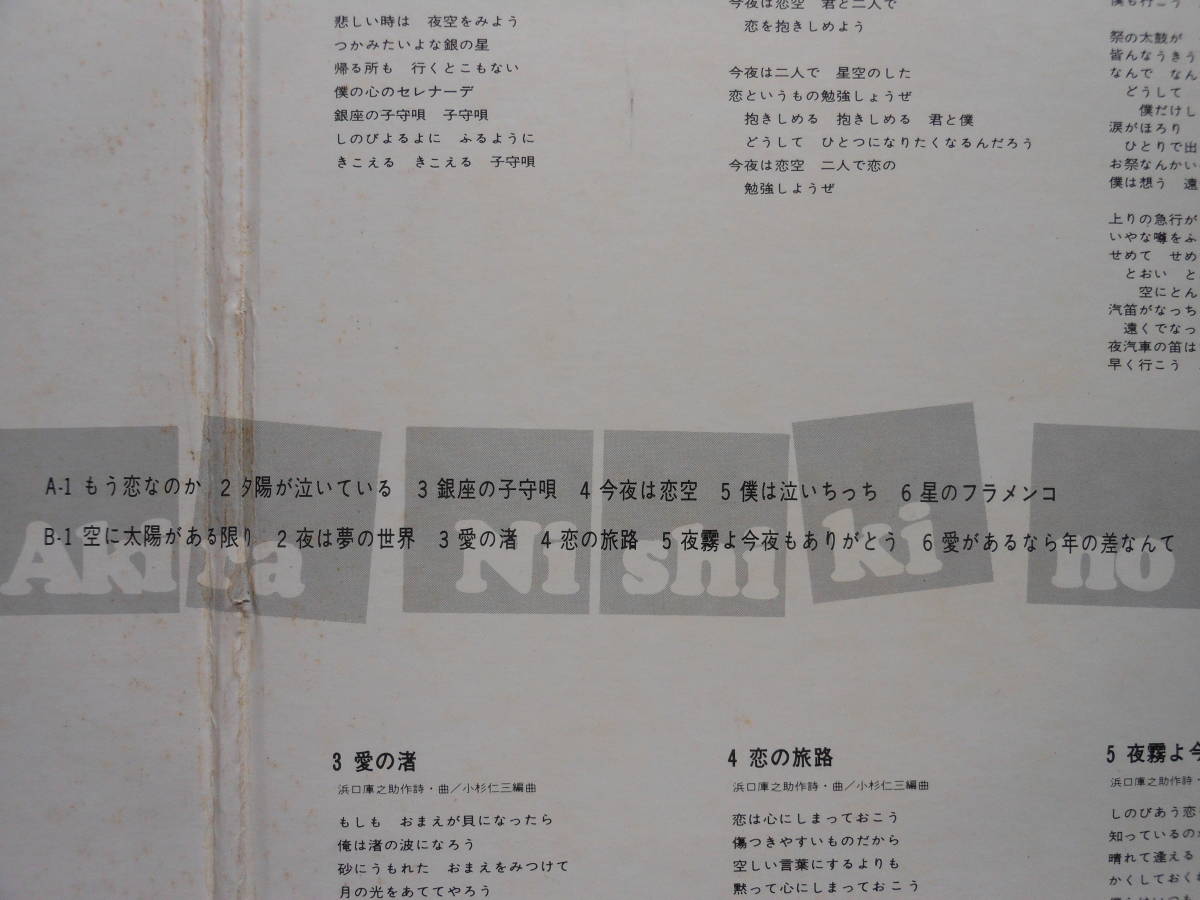 悲しい時は　夜空をみよう
つかみたいよな銀の星
帰る所も　行くとこもない
僕の心のセレナーデ
銀座の子守唄　子守唄
しのびよるよに　ふるように
きこえる　きこえる　子守唄
今夜は恋空　君と二人で
恋を抱きしめよう
今夜は二人で　星空のした
恋というもの勉強しょうぜ
抱きしめる　抱きしめる　君と僕
どうして　ひとつになりたくなるんだろう
今夜は恋空　二人で恋の
勉強しようぜ
僕も行こう
祭の太鼓が
皆んなうきう
なんで　なん
どうして
僕だけし
涙がほろり
ひとりで出
お祭なんかい
僕は想う　遠
上りの急行が
いやな噂をふ
せめて　せめ
とおい　と
空にとん
汽笛がなっち
遠くでなっ
夜汽車の笛は
早く行こう
A-1 もう恋なのか　2 夕陽が泣いている　3 銀座の子守唄　4 今夜は恋空　5 僕は泣いちっち　6 星のフラメンコ
B-1 空に太陽がある限り　2 夜は夢の世界　3 愛の渚　4 恋の旅路　5 夜霧よ今夜もありがとう　6 愛があるなら年の差なんて
Akira Nishikino
3 愛の渚
浜口庫之助作詩・曲／小杉仁三編曲
もしも　おまえが貝になったら
俺は渚の波になろう
砂にうもれた　おまえをみつけて
月の光をあててやろう
4 恋の旅路
浜口庫之助作詩・曲／小杉仁三編曲
恋は心にしまっておこう
傷つきやすいものだから
空しい言葉にするよりも
黙って心にしまっておこう
5 夜霧よ今
浜口庫之助作詩・
しのびあう恋
知っているのか
晴れて逢える
かくしておくれ